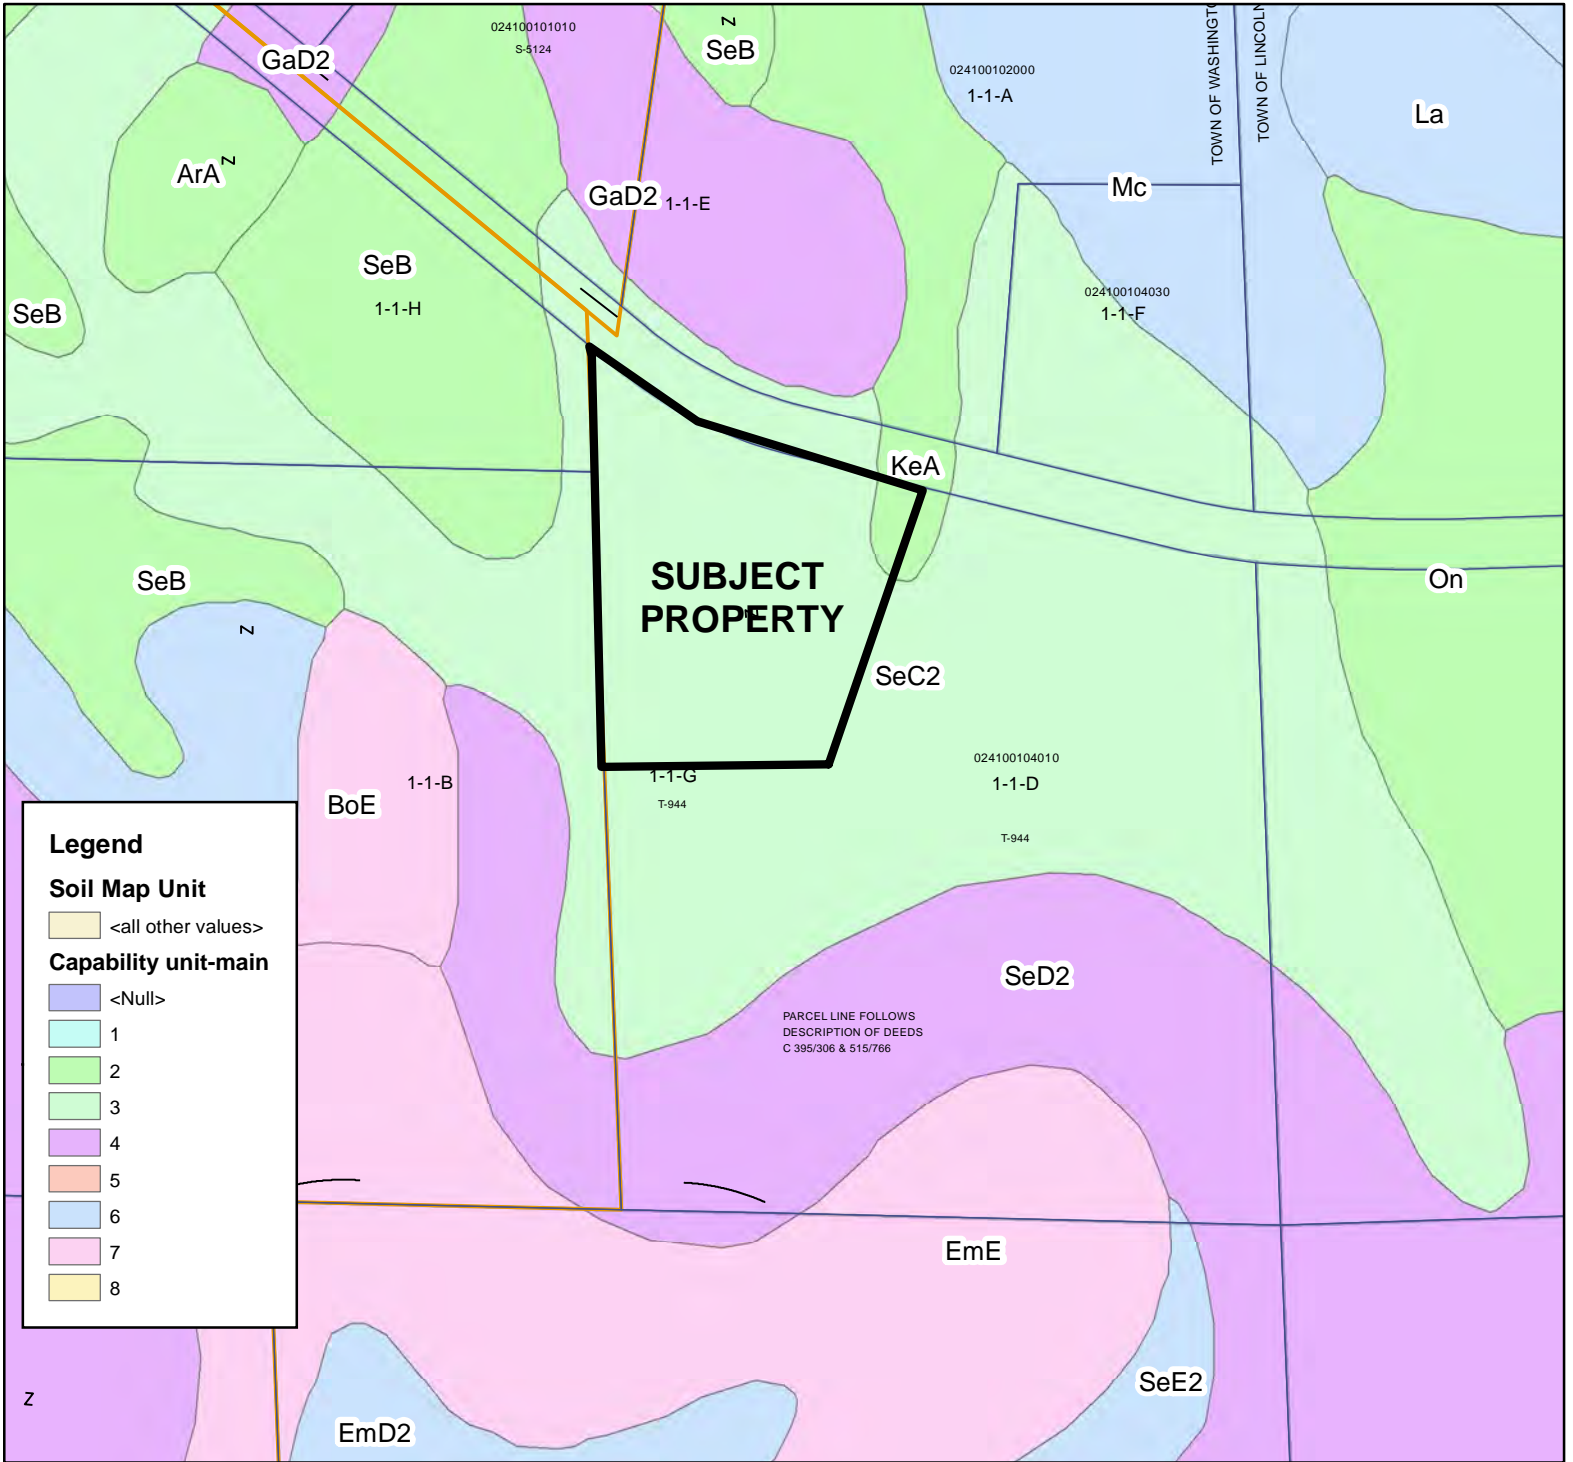 024100101010
S-5124
z
SeB
GaD2
024100102000
1-1-A
TOWN OF WASHINGTO
TOWN OF LINCOLN
La
ArA
z
GaD2
1-1-E
Mc
SeB
1-1-H
SeB
024100104030
1-1-F
KeA
SUBJECT
PROPERTY
z
SeB
z
On
SeC2
1-1-B
BoE
1-1-G
T-944
024100104010
1-1-D
T-944
SeD2
PARCEL LINE FOLLOWS
DESCRIPTION OF DEEDS
C 395/306 & 515/766
Legend
Soil Map Unit
<all other values>
Capability unit-main
<Null>
1
2
3
4
5
6
7
8
EmE
SeE2
z
EmD2